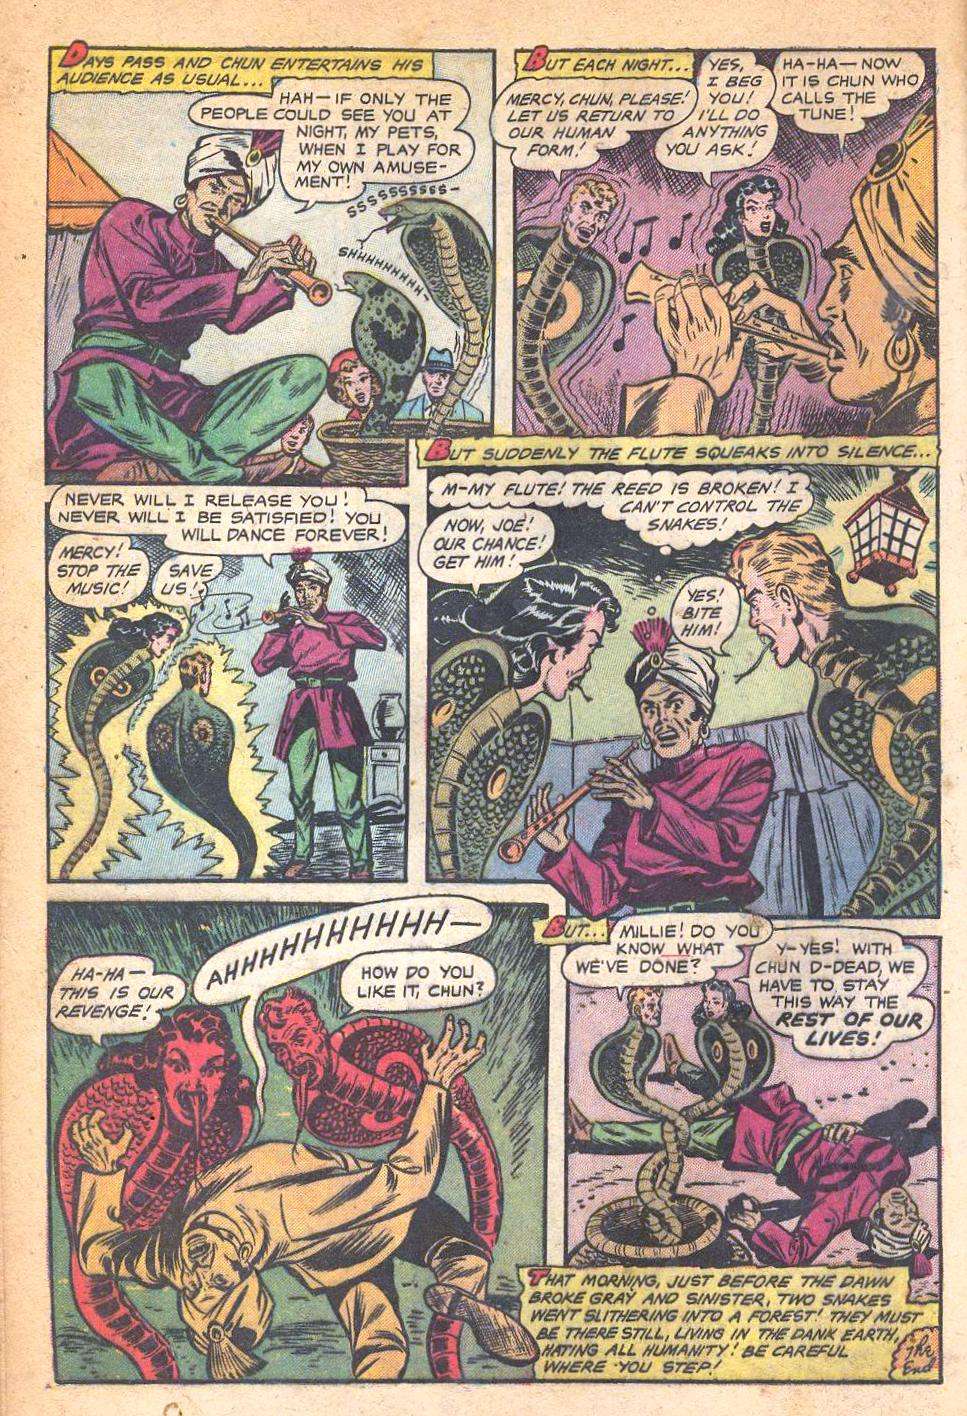 DAYS PASS AND CHUN ENTERTAINS HIS
AUDIENCE AS USUAL...
HAH—IF ONLY THE
PEOPLE COULD SEE YOU AT
NIGHT, MY PETS,
WHEN I PLAY FOR
MY OWN AMUSE-
MENT!
SSSSSSSSS—
SHHHHHHHH—
BUT EACH NIGHT...
MERCY, CHUN, PLEASE!
LET US RETURN TO
OUR HUMAN
FORM!
YES,
I BEG
YOU!
I'LL DO
ANYTHING
YOU ASK!
HA-HA—NOW
IT IS CHUN WHO
CALLS THE
TUNE!
NEVER WILL I RELEASE YOU!
NEVER WILL I BE SATISFIED! YOU
WILL DANCE FOREVER!
MERCY!
STOP THE
MUSIC!
SAVE
US!
BUT SUDDENLY THE FLUTE SQUEAKS INTO SILENCE...
M-MY FLUTE! THE REED IS BROKEN! I
CAN'T CONTROL THE
SNAKES!
NOW, JOE!
OUR CHANCE!
GET HIM!
YES!
BITE
HIM!
HA-HA—
THIS IS OUR
REVENGE!
AHHHHHHHHHH—
HOW DO YOU
LIKE IT, CHUN?
BUT...
MILLIE! DO YOU
KNOW WHAT
WE'VE DONE?
Y-YES! WITH
CHUN D-DEAD, WE
HAVE TO STAY
THIS WAY THE
REST OF OUR
LIVES!
THAT MORNING, JUST BEFORE THE DAWN
BROKE GRAY AND SINISTER, TWO SNAKES
WENT SLITHERING INTO A FOREST! THEY MUST
BE THERE STILL, LIVING IN THE DANK EARTH,
HATING ALL HUMANITY! BE CAREFUL
WHERE YOU STEP!
The
End